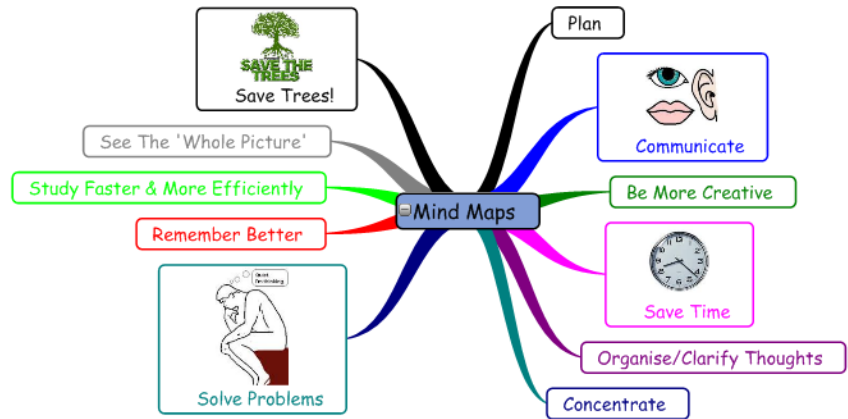 Plan
SAVE THE
TREES
Save Trees!
Communicate
See The 'Whole Picture'
Study Faster & More Efficiently
Be More Creative
Mind Maps
Remember Better
Save Time
Solve Problems
Organise/Clarify Thoughts
Concentrate